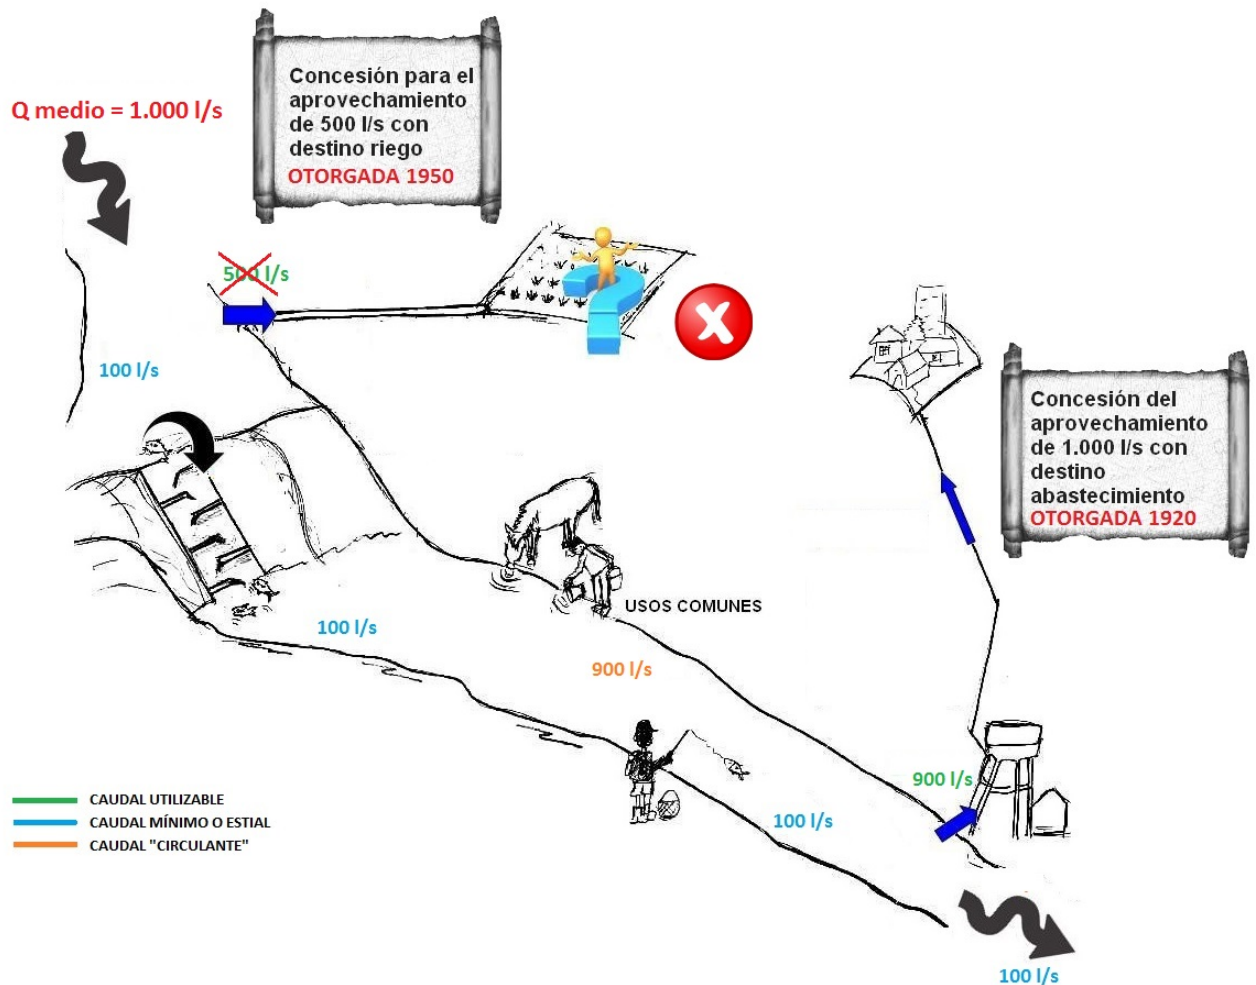 Concesión para el
aprovechamiento
de 500 l/s con
destino riego
OTORGADA 1950
Q medio = 1.000 l/s
500 l/s
100 l/s
Concesión del
aprovechamiento
de 1.000 l/s con
destino
abastecimiento
OTORGADA 1920
USOS COMUNES
100 l/s
900 l/s
900 l/s
100 l/s
CAUDAL UTILIZABLE
CAUDAL MÍNIMO O ESTIAL
CAUDAL "CIRCULANTE"
100 l/s